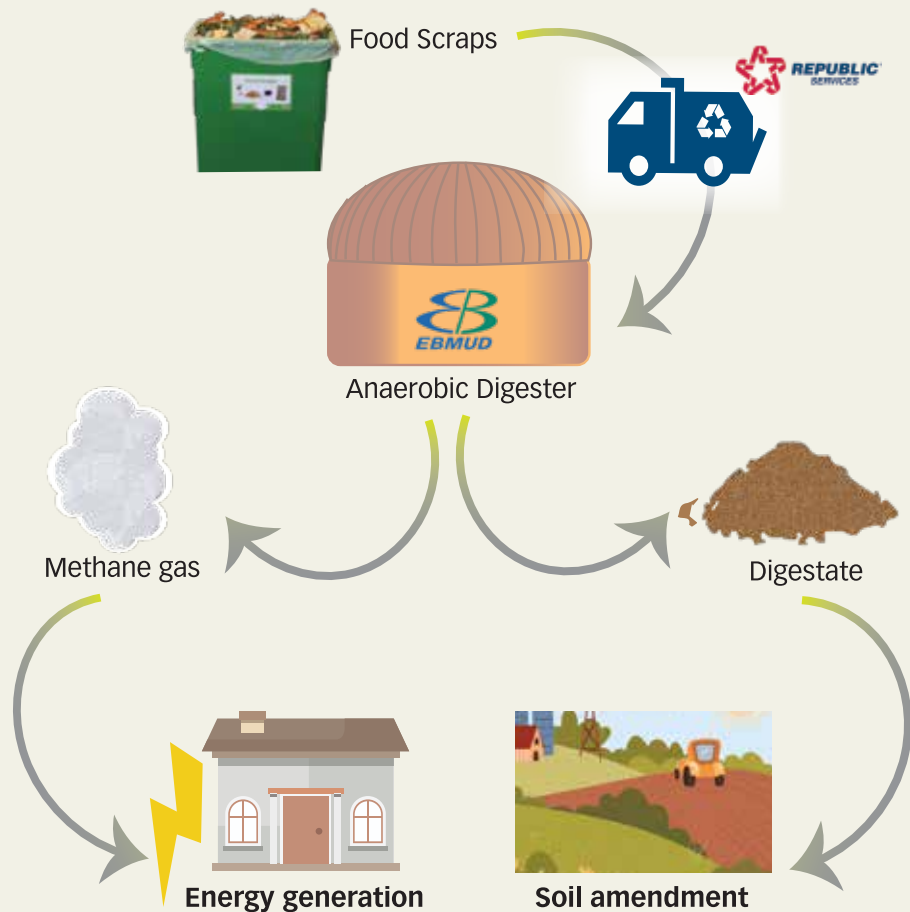 Food Scraps
REPUBLIC
SERVICES
EBMUD
Anaerobic Digester
Methane gas
Digestate
Energy generation
Soil amendment